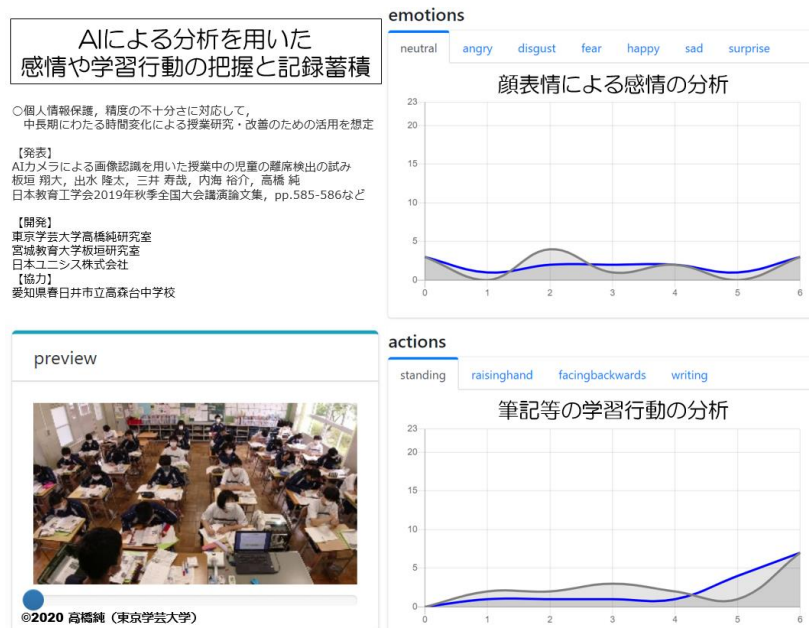 AIによる分析を用いた
感情や学習行動の把握と記録蓄積
○個人情報保護，精度の不十分さに対応して，
中長期にわたる時間変化による授業研究・改善のための活用を想定
【発表】
AIカメラによる画像認識を用いた授業中の児童の離席検出の試み
板垣 翔大，出水 隆太，三井 寿哉，内海 裕介，高橋 純
日本教育工学会2019年秋季全国大会講演論文集，pp.585-586など
【開発】
東京学芸大学高橋純研究室
宮城教育大学板垣研究室
日本ユニシス株式会社
【協力】
愛知県春日井市立高森台中学校
preview
©2020 高橋純（東京学芸大学）
emotions
neutral angry disgust fear happy sad surprise
顔表情による感情の分析
23
20
15
10
5
0
0 1 2 3 4 5 6
actions
standing raisinghand facingbackwards writing
筆記等の学習行動の分析
23
20
15
10
5
0
0 1 2 3 4 5 6